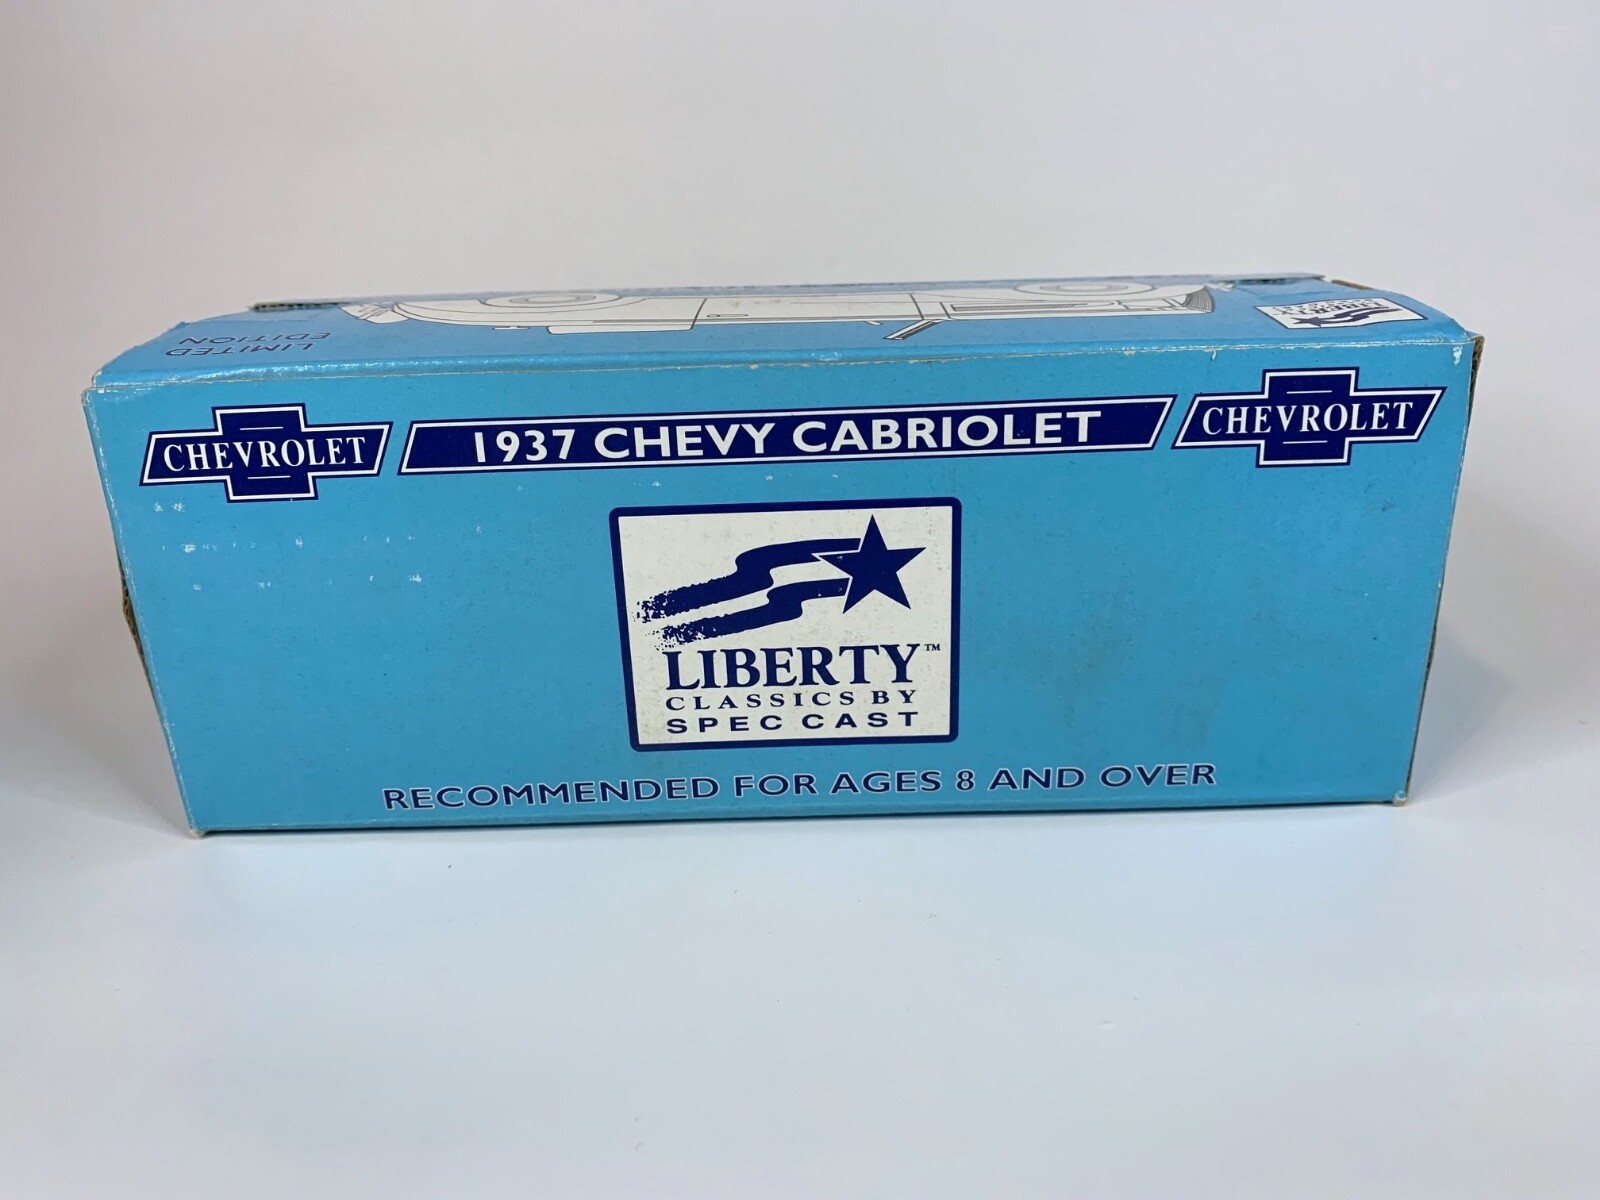 LIMITED
EDITION
CHEVROLET
1937 CHEVY CABRIOLET
CHEVROLET
LIBERTY™
CLASSICS BY
SPEC CAST
RECOMMENDED FOR AGES 8 AND OVER